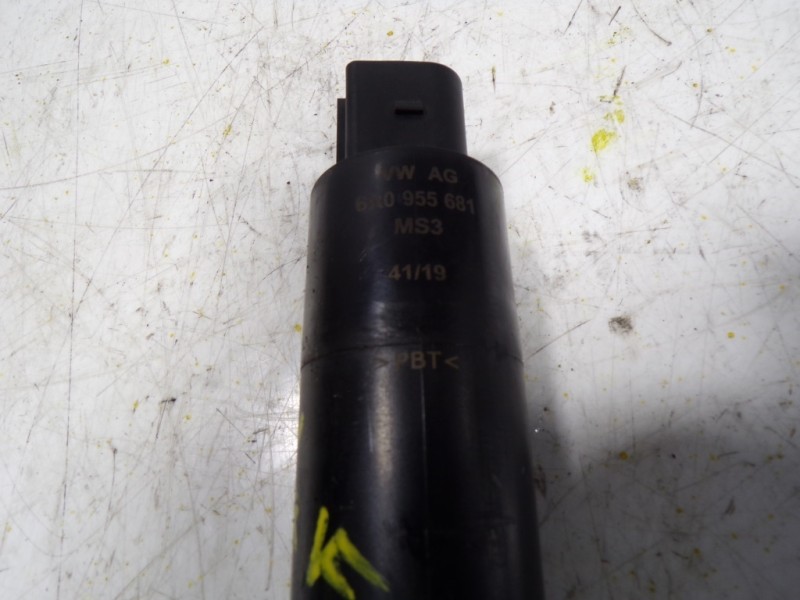 VW AG
6R0 955 681
MS3
41/19
>PBT<